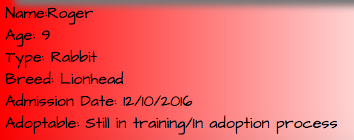 Name:Roger
Age: 9
Type: Rabbit
Breed: Lionhead
Admission Date: 12/10/2016
Adoptable: Still in training/In adoption process